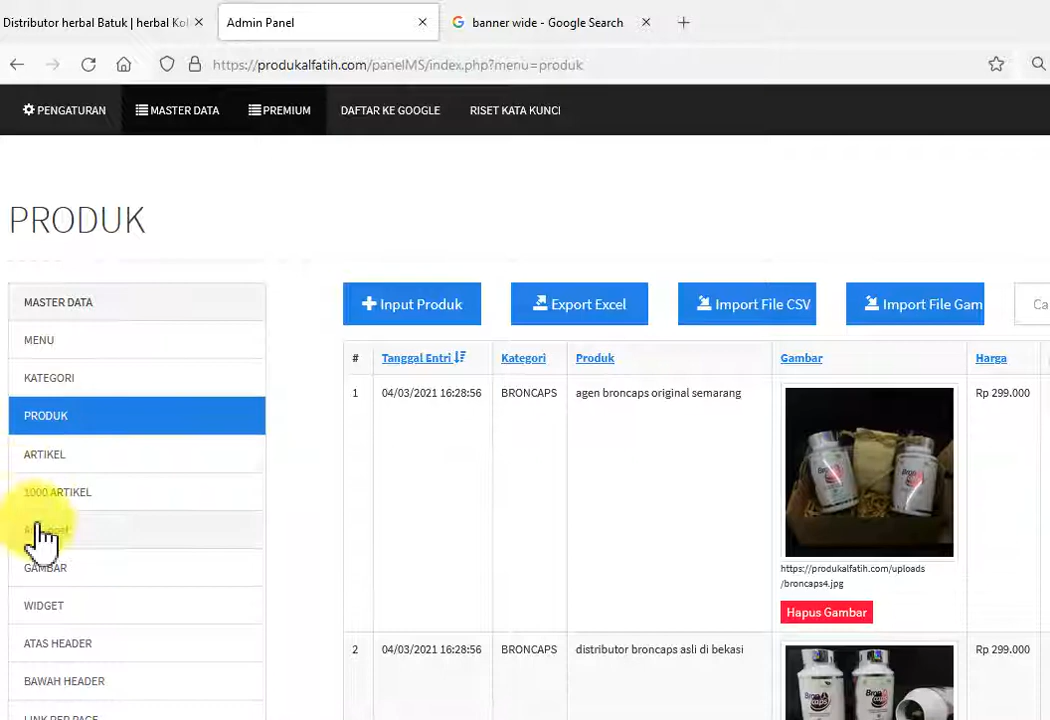 Distributor herbal Batuk | herbal Kol
Admin Panel
banner wide - Google Search
https://produkalfatih.com/panelMS/index.php?menu=produk
PENGATURAN
MASTER DATA
PREMIUM
DAFTAR KE GOOGLE
RISET KATA KUNCI
PRODUK
MASTER DATA
MENU
KATEGORI
PRODUK
ARTIKEL
1000 ARTIKEL
GAMBAR
WIDGET
ATAS HEADER
BAWAH HEADER
LINK PER PAGE
Input Produk
Export Excel
Import File CSV
Import File Gam
Ca
# Tanggal Entri Kategori Produk Gambar Harga
1 04/03/2021 16:28:56 BRONCAPS agen broncaps original semarang Rp 299.000
https://produkalfatih.com/uploads
/broncaps4.jpg
Hapus Gambar
2 04/03/2021 16:28:56 BRONCAPS distributor broncaps asli di bekasi Rp 299.000